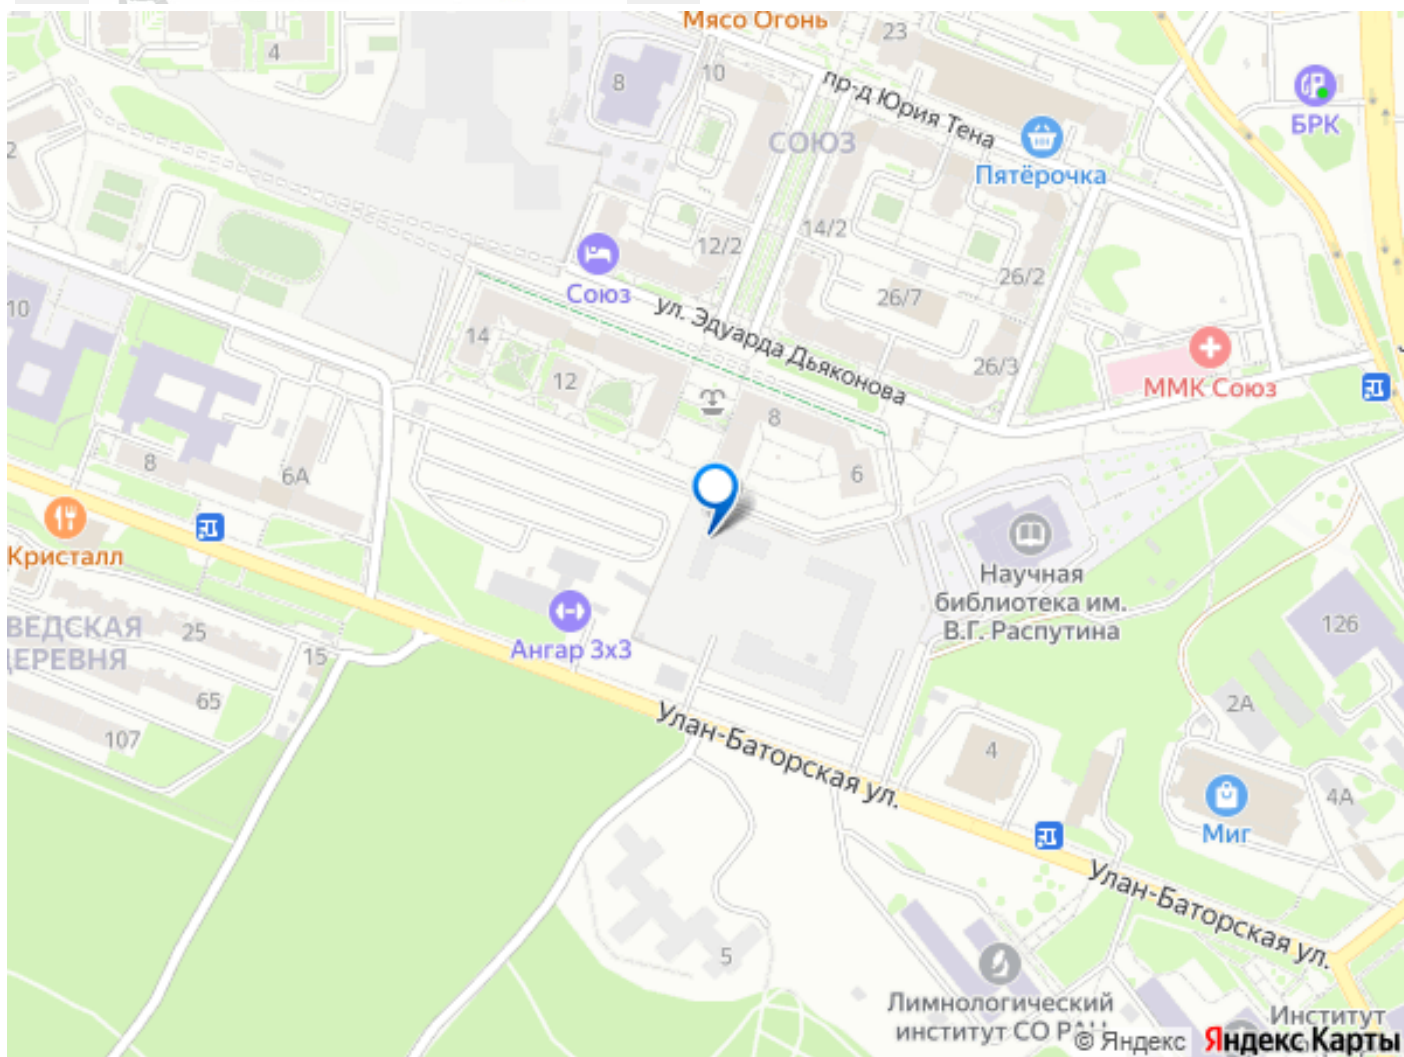 Мясо Огонь
23
4
10
8
пр-д Юрия Тена
БРК
СОЮЗ
Пятёрочка
2
14/2
12/2
26/2
Союз
26/7
10
ул. Эдуарда Дьяконова
14
26/3
ММК Союз
12
8
8
6А
6
Кристалл
Научная
библиотека им.
В.Г. Распутина
ВЕДСКАЯ
ДЕРЕВНЯ
25
15
Ангар 3x3
126
65
107
2А
Улан-Баторская ул.
4
4А
Миг
Улан-Баторская ул.
5
Лимнологический
институт СО РАН
Институт
© Яндекс
Яндекс Карты